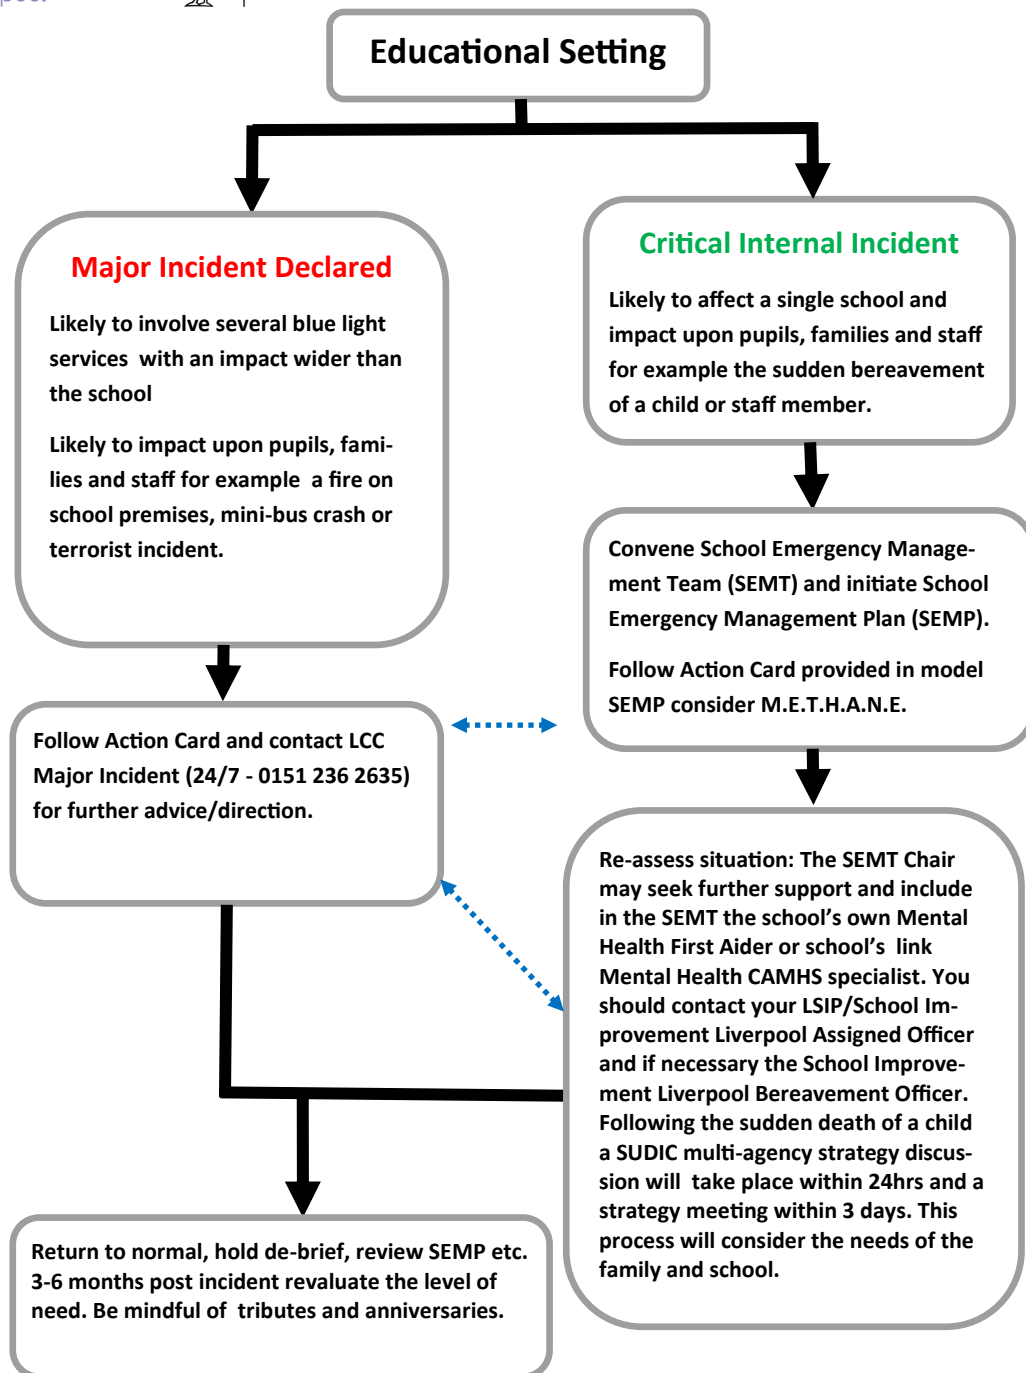 Educational Setting
Major Incident Declared
Likely to involve several blue light
services with an impact wider than
the school
Likely to impact upon pupils, fami-
lies and staff for example a fire on
school premises, mini-bus crash or
terrorist incident.
Critical Internal Incident
Likely to affect a single school and
impact upon pupils, families and staff
for example the sudden bereavement
of a child or staff member.
Convene School Emergency Manage-
ment Team (SEMT) and initiate School
Emergency Management Plan (SEMP).
Follow Action Card provided in model
SEMP consider M.E.T.H.A.N.E.
Follow Action Card and contact LCC
Major Incident (24/7 - 0151 236 2635)
for further advice/direction.
Re-assess situation: The SEMT Chair
may seek further support and include
in the SEMT the school’s own Mental
Health First Aider or school’s link
Mental Health CAMHS specialist. You
should contact your LSIP/School Im-
provement Liverpool Assigned Officer
and if necessary the School Improve-
ment Liverpool Bereavement Officer.
Following the sudden death of a child
a SUDIC multi-agency strategy discus-
sion will take place within 24hrs and a
strategy meeting within 3 days. This
process will consider the needs of the
family and school.
Return to normal, hold de-brief, review SEMP etc.
3-6 months post incident revaluate the level of
need. Be mindful of tributes and anniversaries.